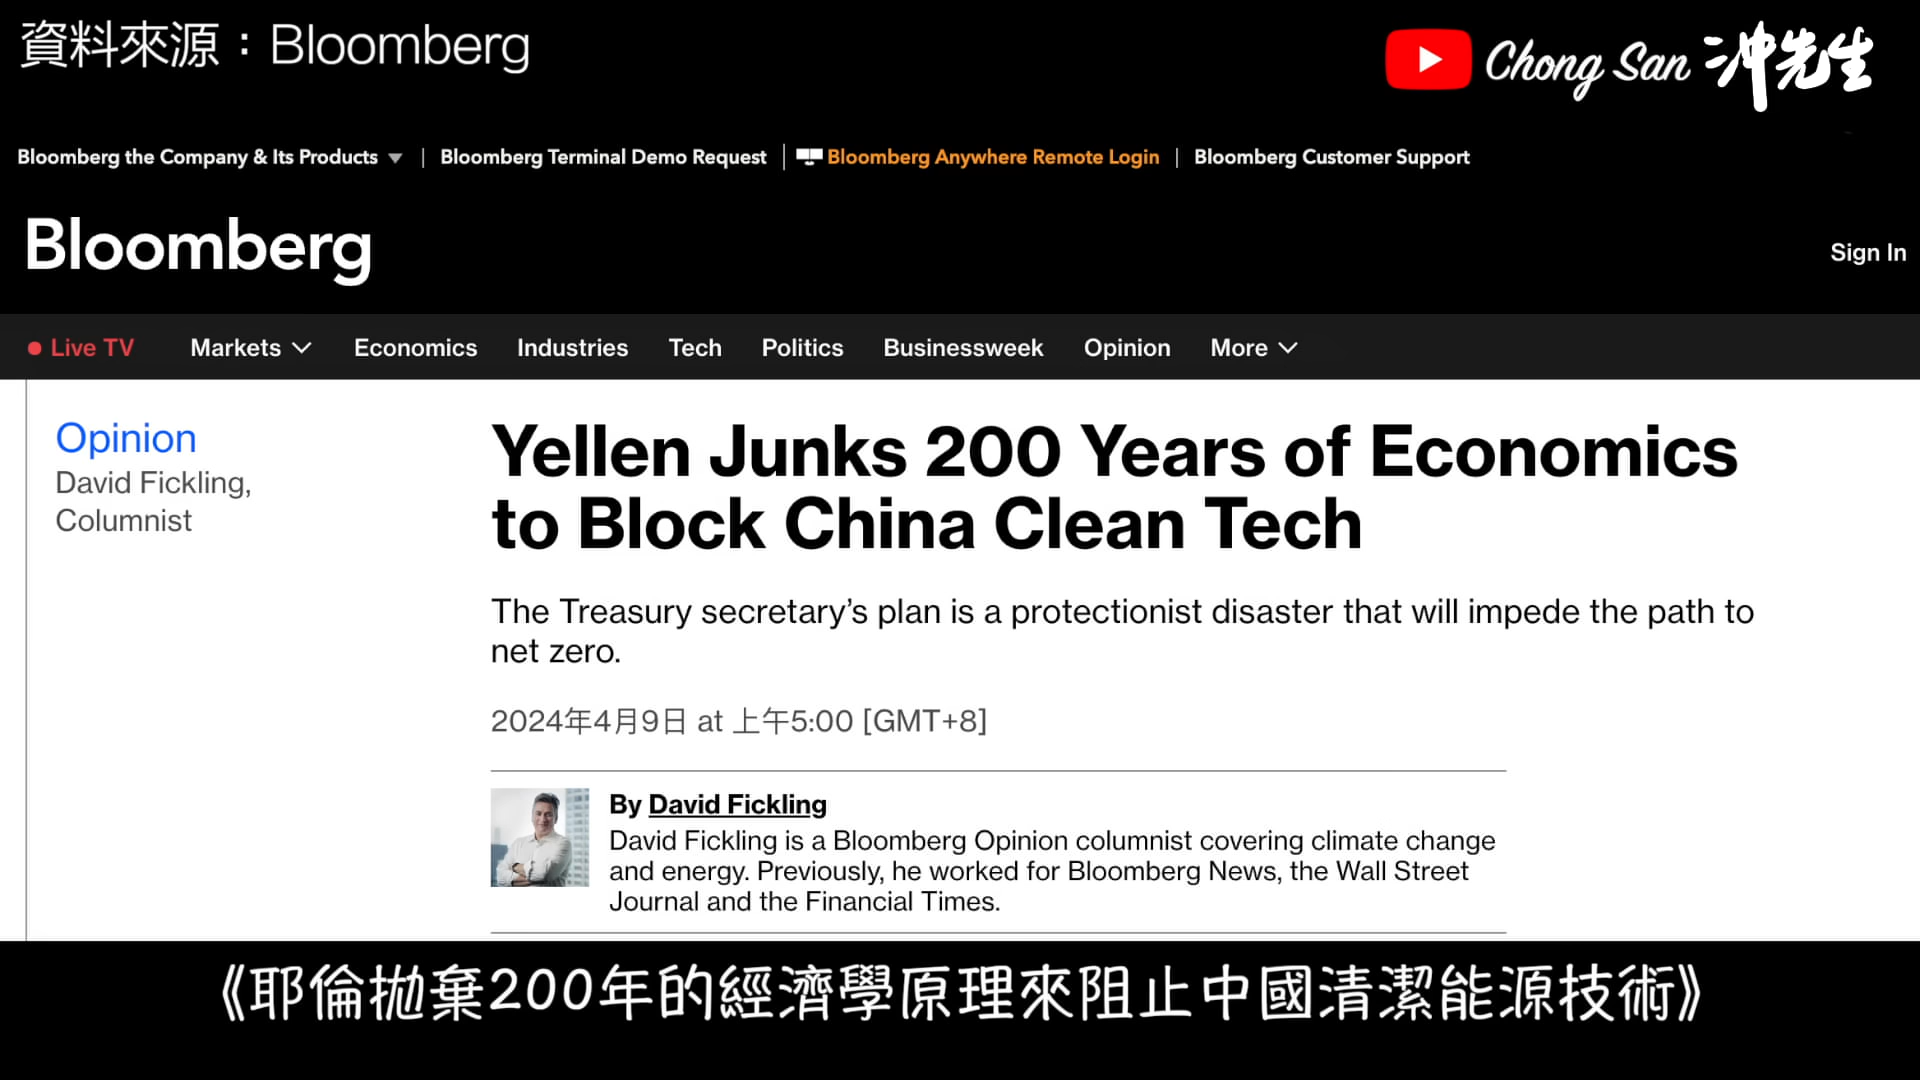 資料來源：Bloomberg
Chong San 沖先生
Bloomberg the Company & Its Products | Bloomberg Terminal Demo Request | Bloomberg Anywhere Remote Login | Bloomberg Customer Support
Bloomberg
Sign In
Live TV Markets Economics Industries Tech Politics Businessweek Opinion More
Opinion
David Fickling,
Columnist
Yellen Junks 200 Years of Economics
to Block China Clean Tech
The Treasury secretary’s plan is a protectionist disaster that will impede the path to
net zero.
2024年4月9日 at 上午5:00 [GMT+8]
By David Fickling
David Fickling is a Bloomberg Opinion columnist covering climate change
and energy. Previously, he worked for Bloomberg News, the Wall Street
Journal and the Financial Times.
《耶倫拋棄200年的經濟學原理來阻止中國清潔能源技術》